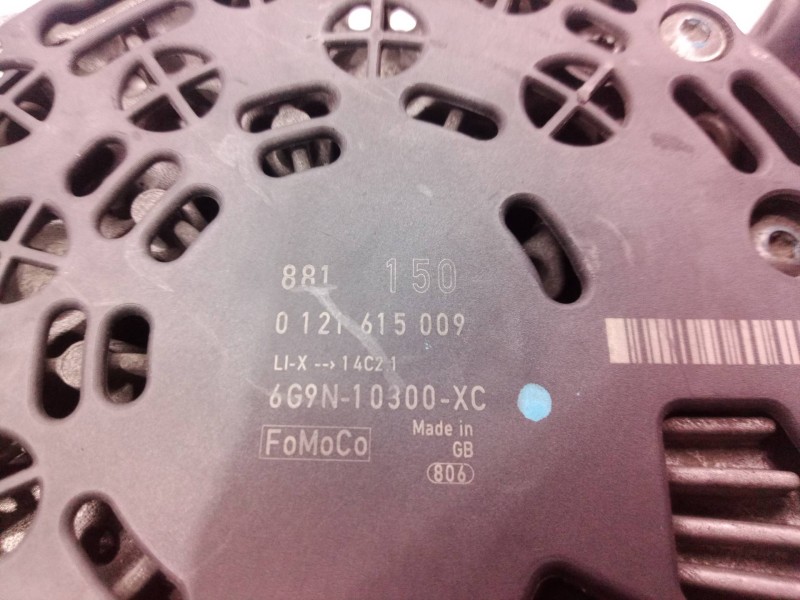 881 150
0 121 615 009
LI-X --> 14C21
6G9N-10300-XC
FoMoCo Made in
GB
806